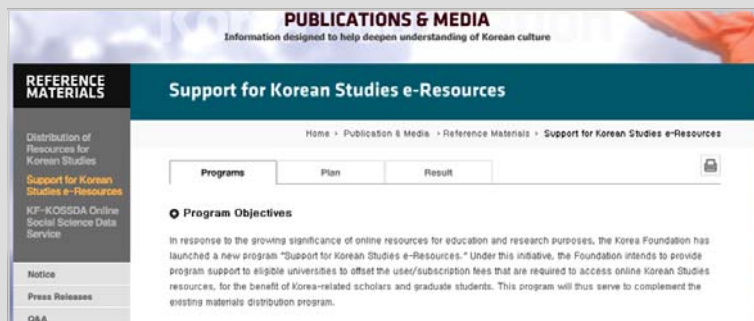 PUBLICATIONS & MEDIA
Information designed to help deepen understanding of Korean culture
REFERENCE
MATERIALS
Support for Korean Studies e-Resources
Home > Publication & Media > Reference Materials > Support for Korean Studies e-Resources
Distribution of
Resources for
Korean Studies
Support for Korean
Studies e-Resources
KF-KOSSDA Online
Social Science Data
Service
Notice
Press Releases
Q&A
Programs
Plan
Result
Program Objectives
In response to the growing significance of online resources for education and research purposes, the Korea Foundation has
launched a new program "Support for Korean Studies e-Resources." Under this initiative, the Foundation intends to provide
program support to eligible universities to offset the user/subscription fees that are required to access online Korean Studies
resources, for the benefit of Korea-related scholars and graduate students. This program will thus serve to complement the
existing materials distribution program.